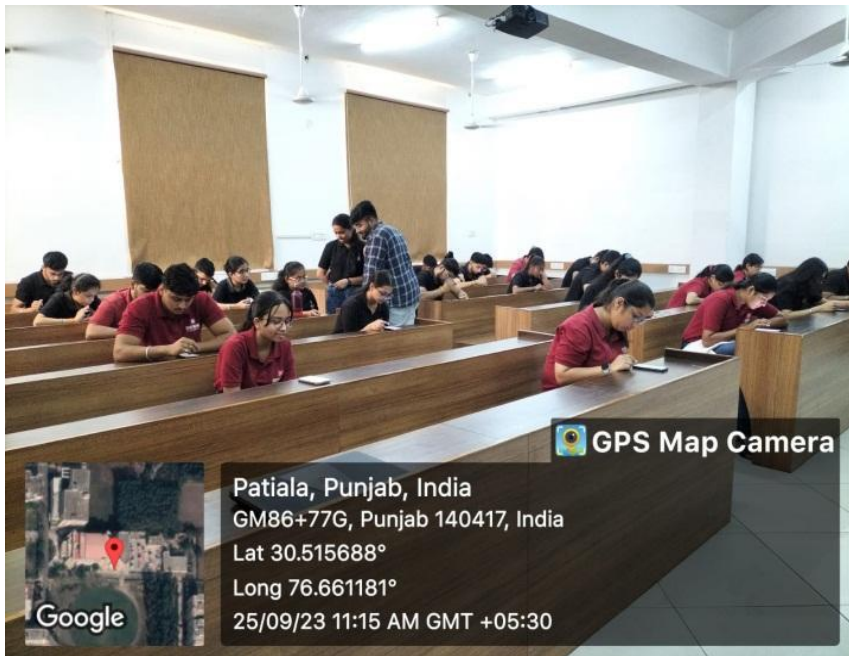 GPS Map Camera
Patiala, Punjab, India
GM86+77G, Punjab 140417, India
Lat 30.515688°
Long 76.661181°
25/09/23 11:15 AM GMT +05:30
Google